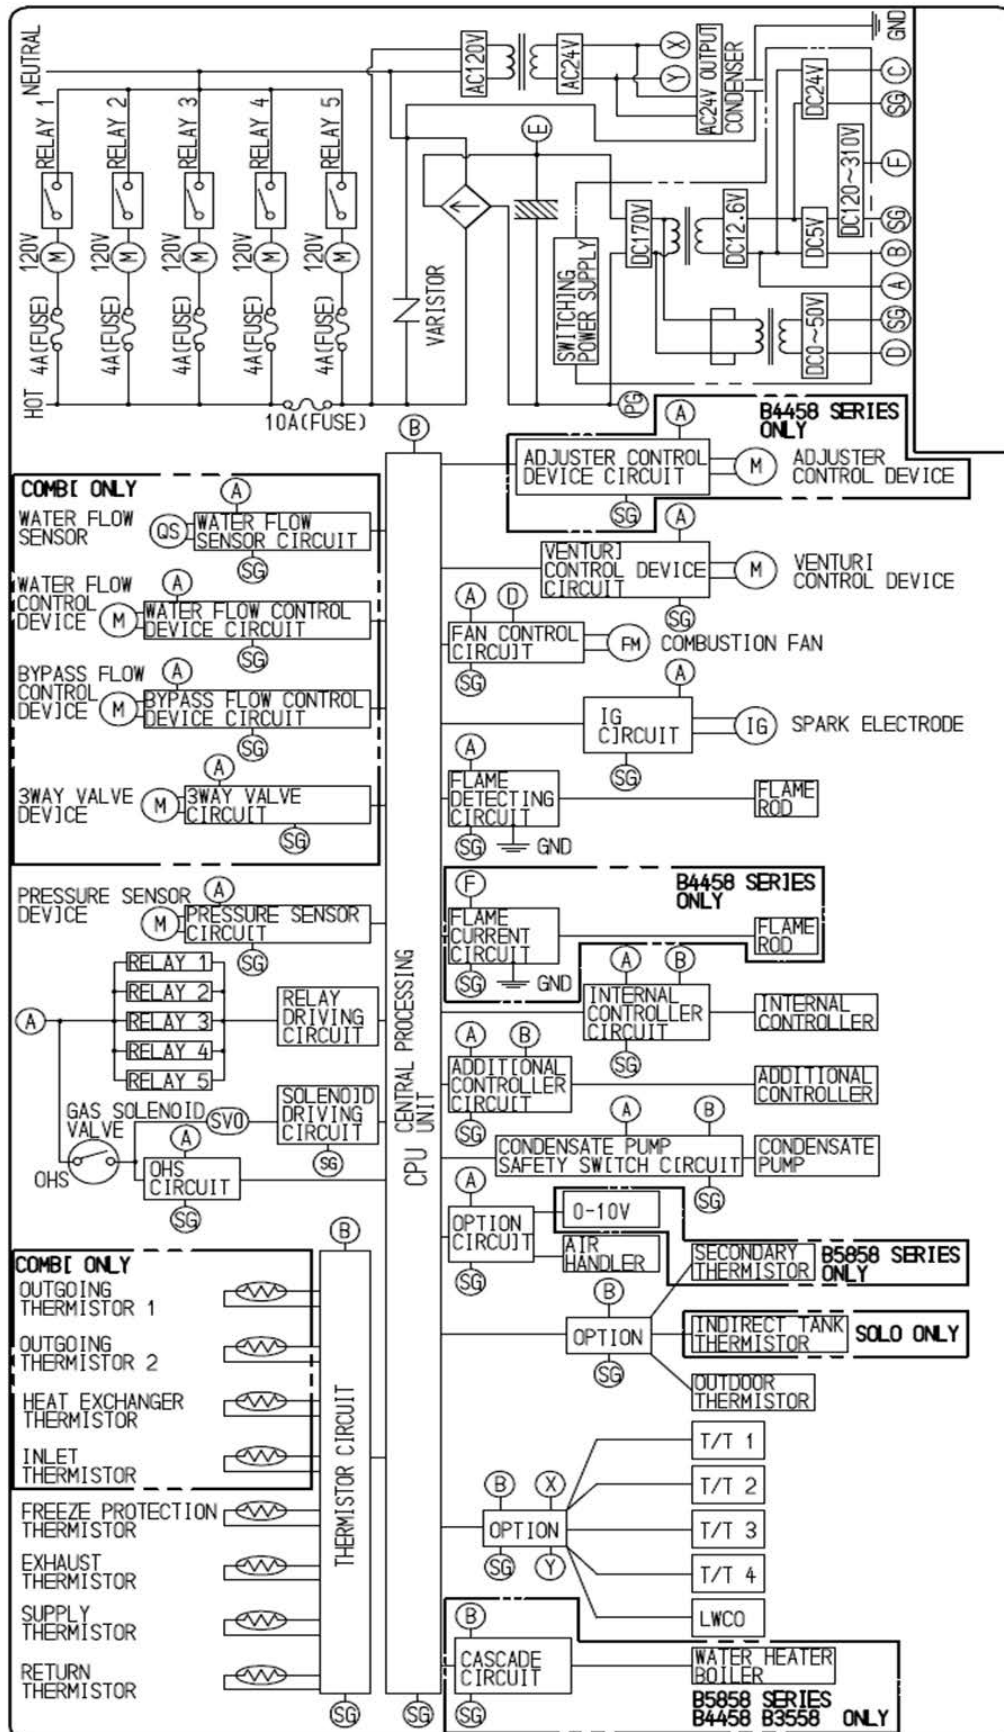 NEUTRAL
RELAY 1
RELAY 2
RELAY 3
RELAY 4
RELAY 5
120V
120V
120V
120V
120V
M
M
M
M
M
HOT
4A(FUSE)
4A(FUSE)
4A(FUSE)
4A(FUSE)
4A(FUSE)
10A(FUSE)
VARISTOR
AC120V
AC24V
X
Y
AC24V OUTPUT
CONDENSER
GND
E
SWITCHING
POWER SUPPLY
DC170V
DC12.6V
DC24V
DC5V
DC120~310V
DC0~50V
C
SG
F
SG
B
A
SG
D
PG
B
CENTRAL PROCESSING
CPU UNIT
SG
COMBI ONLY
WATER FLOW
SENSOR
QS
A
WATER FLOW
SENSOR CIRCUIT
SG
WATER FLOW
CONTROL
DEVICE
M
A
WATER FLOW CONTROL
DEVICE CIRCUIT
SG
BYPASS FLOW
CONTROL
DEVICE
M
A
BYPASS FLOW CONTROL
DEVICE CIRCUIT
SG
3WAY VALVE
DEVICE
M
A
3WAY VALVE
CIRCUIT
SG
PRESSURE SENSOR
DEVICE
M
A
PRESSURE SENSOR
CIRCUIT
SG
A
RELAY 1
RELAY 2
RELAY 3
RELAY 4
RELAY 5
RELAY
DRIVING
CIRCUIT
GAS SOLENOID
VALVE
SV0
SOLENOID
DRIVING
CIRCUIT
SG
OHS
A
OHS
CIRCUIT
SG
COMBI ONLY
OUTGOING
THERMISTOR 1
OUTGOING
THERMISTOR 2
HEAT EXCHANGER
THERMISTOR
INLET
THERMISTOR
FREEZE PROTECTION
THERMISTOR
EXHAUST
THERMISTOR
SUPPLY
THERMISTOR
RETURN
THERMISTOR
B
THERMISTOR CIRCUIT
SG
B4458 SERIES
ONLY
A
ADJUSTER CONTROL
DEVICE CIRCUIT
SG
M
ADJUSTER
CONTROL DEVICE
A
VENTURI
CONTROL DEVICE
CIRCUIT
SG
M
VENTURI
CONTROL DEVICE
A
D
FAN CONTROL
CIRCUIT
SG
FM
COMBUSTION FAN
A
IG
CIRCUIT
SG
IG
SPARK ELECTRODE
A
FLAME
DETECTING
CIRCUIT
SG
GND
FLAME
ROD
B4458 SERIES
ONLY
F
FLAME
CURRENT
CIRCUIT
SG
GND
FLAME
ROD
A
B
INTERNAL
CONTROLLER
CIRCUIT
SG
INTERNAL
CONTROLLER
A
B
ADDITIONAL
CONTROLLER
CIRCUIT
SG
ADDITIONAL
CONTROLLER
A
B
CONDENSATE PUMP
SAFETY SWITCH CIRCUIT
SG
CONDENSATE
PUMP
A
OPTION
CIRCUIT
SG
0-10V
AIR
HANDLER
B5858 SERIES
ONLY
B
OPTION
SG
SECONDARY
THERMISTOR
INDIRECT TANK
THERMISTOR
SOLO ONLY
OUTDOOR
THERMISTOR
B
X
OPTION
SG
Y
T/T 1
T/T 2
T/T 3
T/T 4
LWCO
B
CASCADE
CIRCUIT
SG
WATER HEATER
BOILER
B5858 SERIES
B4458 B3558 ONLY